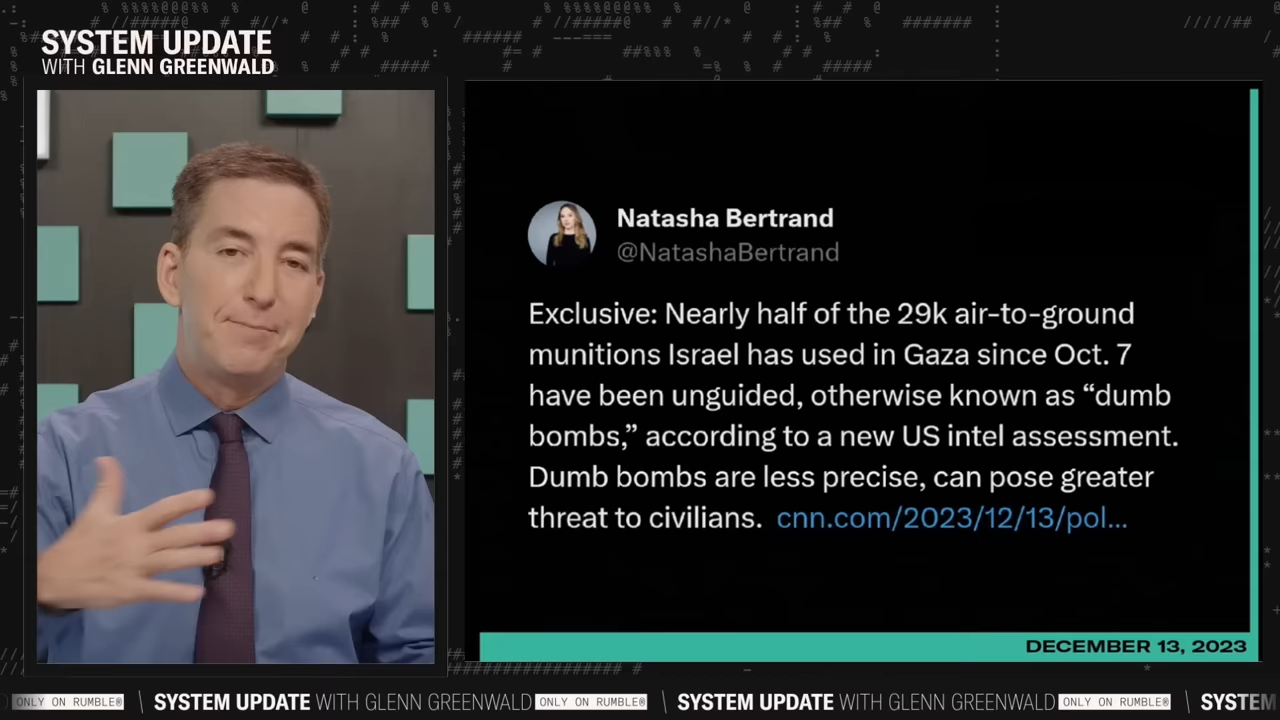 SYSTEM UPDATE
WITH GLENN GREENWALD
Natasha Bertrand
@NatashaBertrand
Exclusive: Nearly half of the 29k air-to-ground
munitions Israel has used in Gaza since Oct. 7
have been unguided, otherwise known as “dumb
bombs,” according to a new US intel assessment.
Dumb bombs are less precise, can pose greater
threat to civilians. cnn.com/2023/12/13/pol...
DECEMBER 13, 2023
ONLY ON RUMBLE® SYSTEM UPDATE WITH GLENN GREENWALD ONLY ON RUMBLE® SYSTEM UPDATE WITH GLENN GREENWALD ONLY ON RUMBLE® SYSTEM